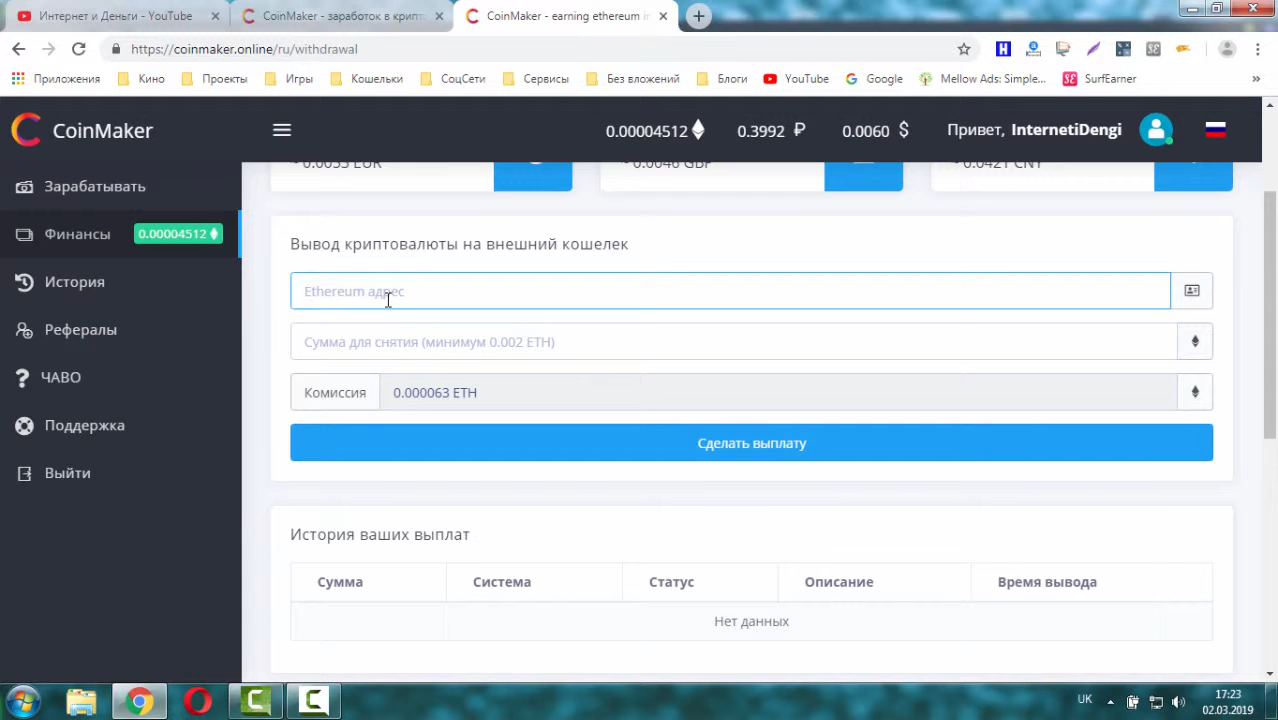 Интернет и Деньги - YouTube
CoinMaker - заработок в крипт
CoinMaker - earning ethereum in
https://coinmaker.online/ru/withdrawal
Приложения Кино Проекты Игры Кошельки СоцСети Сервисы Без вложений Блоги YouTube Google Mellow Ads: Simple... SurfEarner »
CoinMaker
0.00004512 0.3992 ₽ 0.0060 $ Привет, InternetiDengi
Зарабатывать
Финансы 0.00004512
История
Рефералы
ЧАВО
Поддержка
Выйти
Вывод криптовалюты на внешний кошелек
Ethereum адрес
Сумма для снятия (минимум 0.002 ETH)
Комиссия 0.000063 ETH
Сделать выплату
История ваших выплат
Сумма Система Статус Описание Время вывода
Нет данных
UK
17:23
02.03.2019